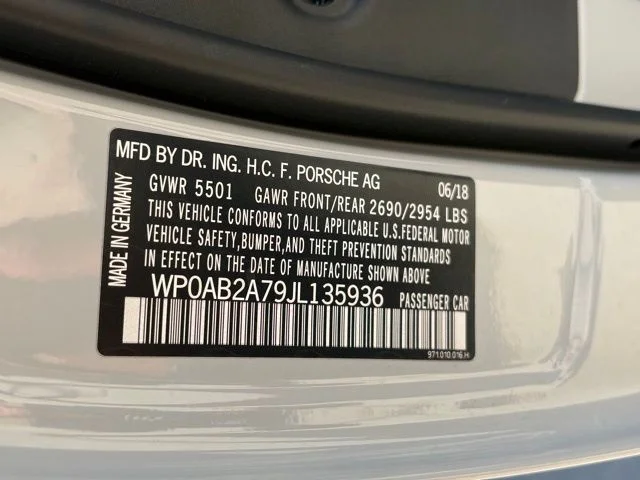 MFD BY DR. ING. H.C. F. PORSCHE AG 06/18
GVWR 5501 GAWR FRONT/REAR 2690/2954 LBS
THIS VEHICLE CONFORMS TO ALL APPLICABLE U.S.FEDERAL MOTOR
VEHICLE SAFETY,BUMPER,AND THEFT PREVENTION STANDARDS
IN EFFECT ON THE DATE OF MANUFACTURE SHOWN ABOVE
MADE IN GERMANY
WP0AB2A79JL135936 PASSENGER CAR
971.010.016.H